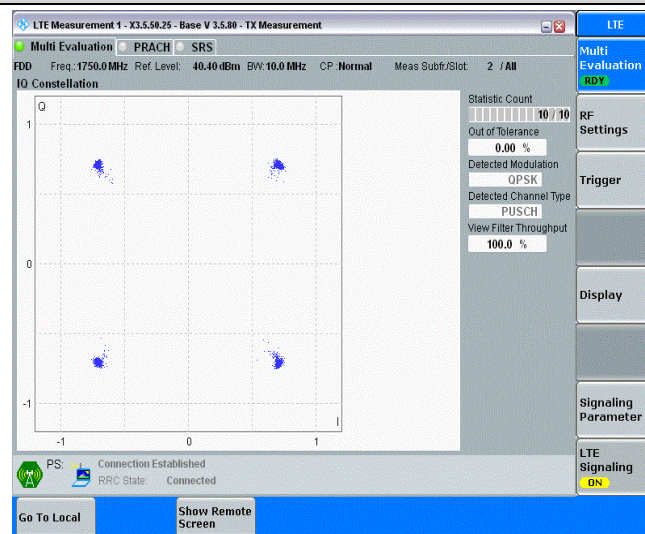 LTE Measurement 1 - X3.5.50.25 - Base V 3.5.80 - TX Measurement
LTE
Multi Evaluation PRACH SRS
FDD Freq.: 1750.0 MHz Ref. Level: 40.40 dBm BW: 10.0 MHz CP :Normal Meas Subfr./Slot: 2 / All
IQ Constellation
Q
1
0
-1
-1 0 1
I
Statistic Count
10 / 10
Out of Tolerance
0.00 %
Detected Modulation
QPSK
Detected Channel Type
PUSCH
View Filter Throughput
100.0 %
Multi
Evaluation
RDY
RF
Settings
Trigger
Display
Signaling
Parameter
LTE
Signaling
ON
PS: Connection Established
RRC State: Connected
Go To Local
Show Remote
Screen